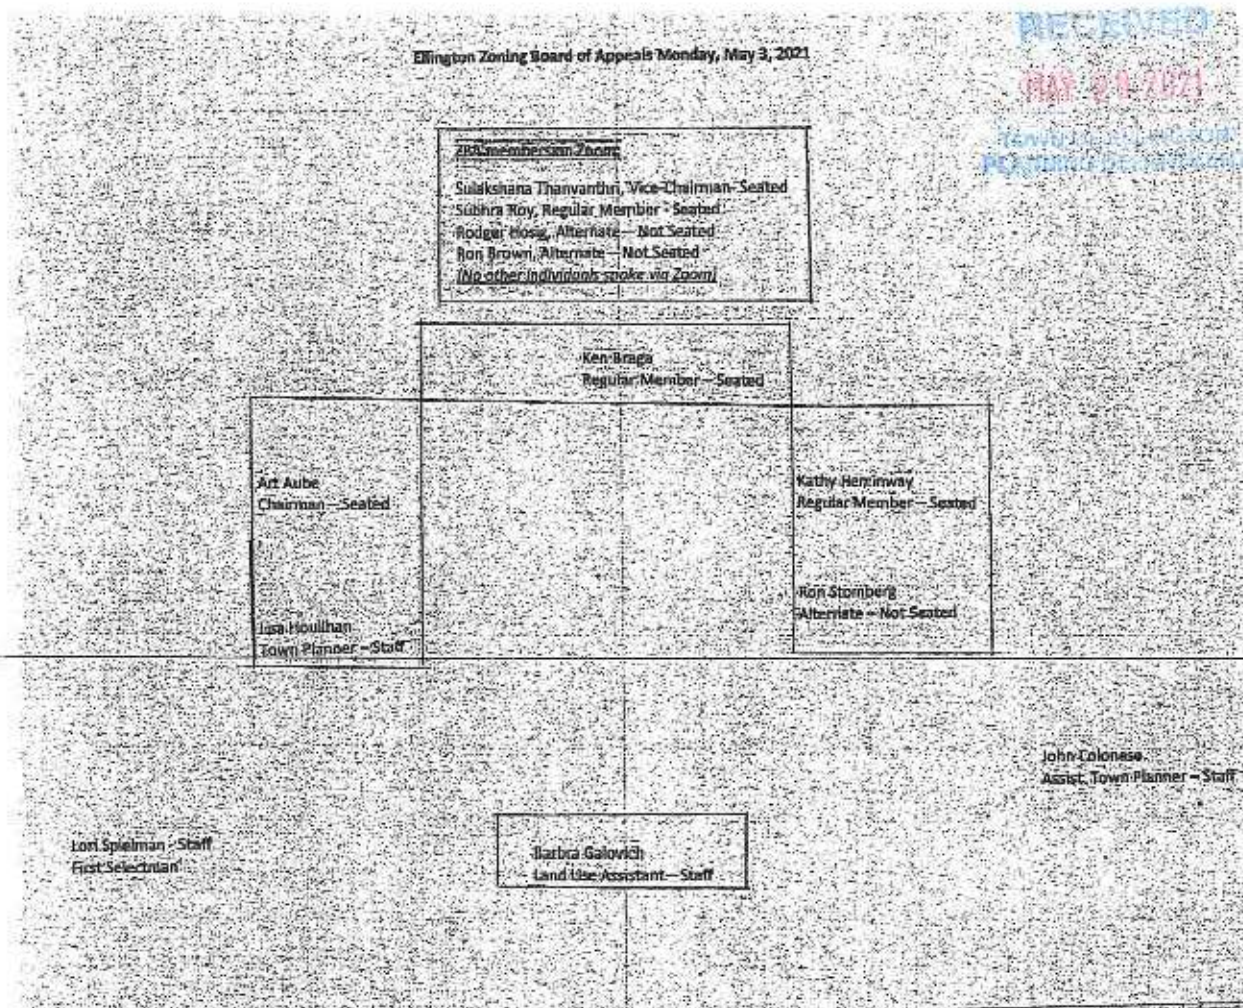 Ellington Zoning Board of Appeals Monday, May 3, 2021
RECEIVED
MAY 2021
ZBA members on Zoom:
Sulakshana Thanvanthri, Vice-Chairman - Seated
Subhra Roy, Regular Member - Seated
Rodger Hosig, Alternate – Not Seated
Ron Brown, Alternate – Not Seated
(No other individuals spoke via Zoom)
Ken Braga
Regular Member – Seated
Art Aube
Chairman – Seated
Kathy Heminway
Regular Member – Seated
Ron Stomberg
Alternate – Not Seated
Lisa Houlihan
Town Planner – Staff
John Colonese
Assist. Town Planner – Staff
Lori Spielman - Staff
First Selectman
Barbra Galovich
Land Use Assistant – Staff